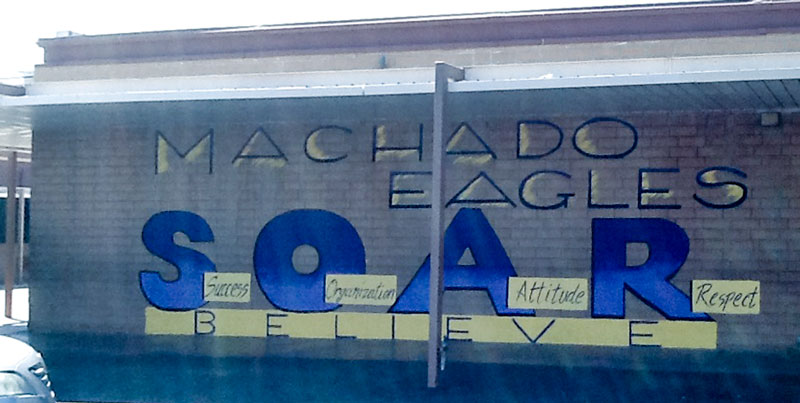 MACHADO
EAGLES
SOAR
Success Organization Attitude Respect
BELIEVE